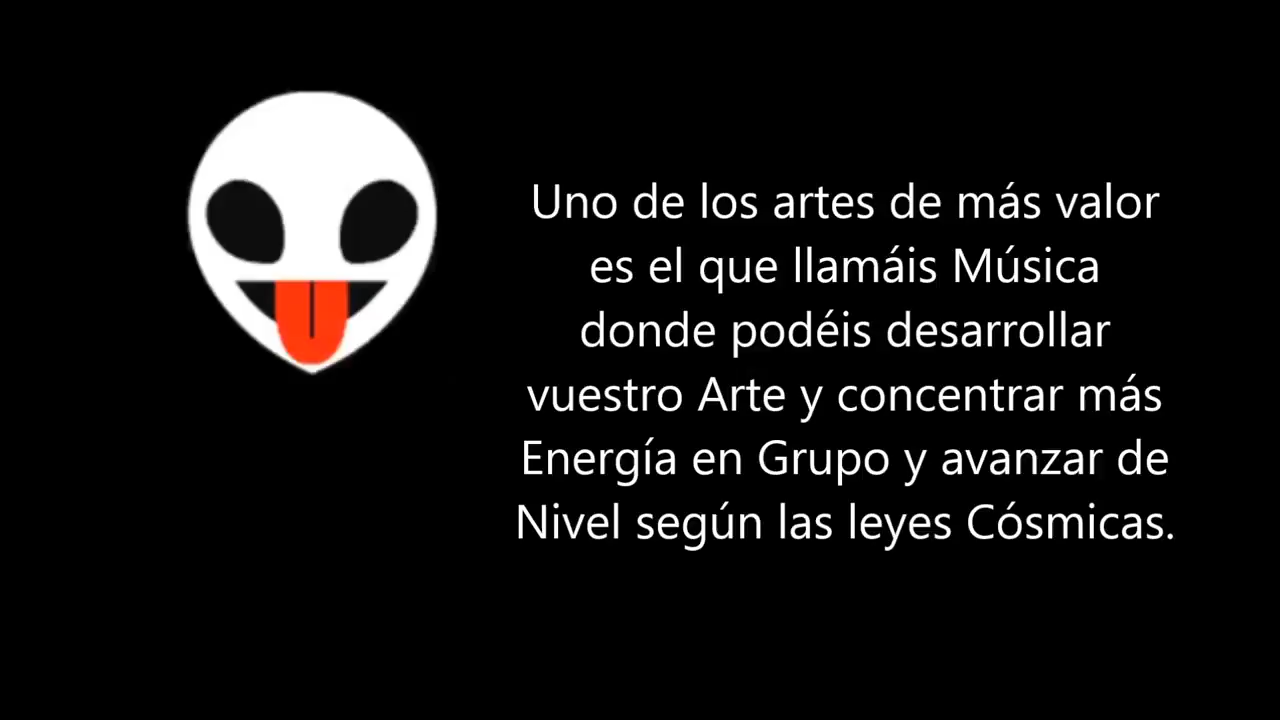 Uno de los artes de más valor
es el que llamáis Música
donde podéis desarrollar
vuestro Arte y concentrar más
Energía en Grupo y avanzar de
Nivel según las leyes Cósmicas.